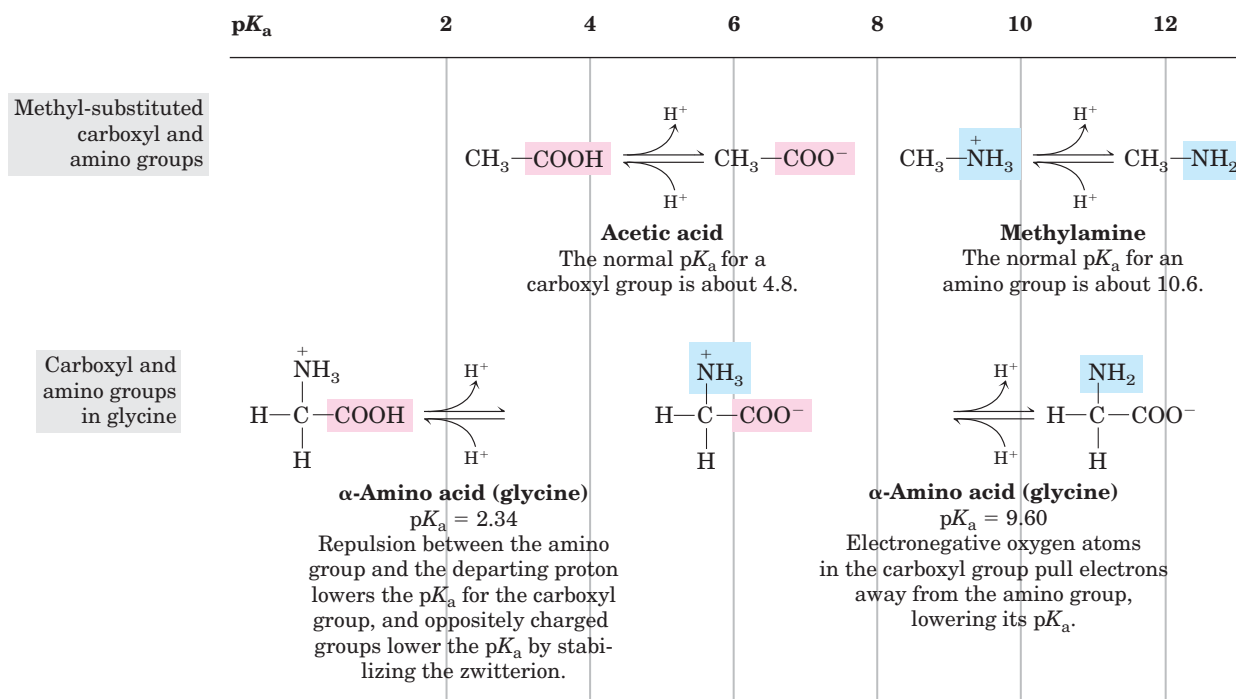 pKa 2 4 6 8 10 12
Methyl-substituted
carboxyl and
amino groups
H+
CH3—COOH CH3—COO−
H+
Acetic acid
The normal pKa for a
carboxyl group is about 4.8.
H+
CH3—+NH3 CH3—NH2
H+
Methylamine
The normal pKa for an
amino group is about 10.6.
Carboxyl and
amino groups
in glycine
+NH3 H+
H—C—COOH
H H+
+NH3
H—C—COO−
H
H+ NH2
H—C—COO−
H+ H
α-Amino acid (glycine)
pKa = 2.34
Repulsion between the amino
group and the departing proton
lowers the pKa for the carboxyl
group, and oppositely charged
groups lower the pKa by stabi-
lizing the zwitterion.
α-Amino acid (glycine)
pKa = 9.60
Electronegative oxygen atoms
in the carboxyl group pull electrons
away from the amino group,
lowering its pKa.